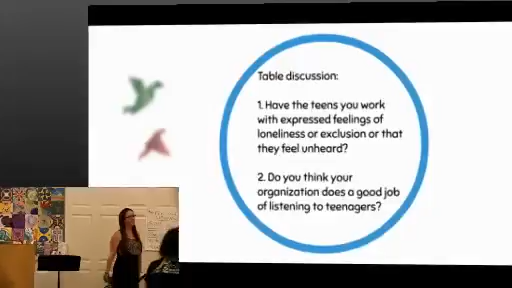 Table discussion:
1. Have the teens you work
with expressed feelings of
loneliness or exclusion or that
they feel unheard?
2. Do you think your
organization does a good job
of listening to teenagers?